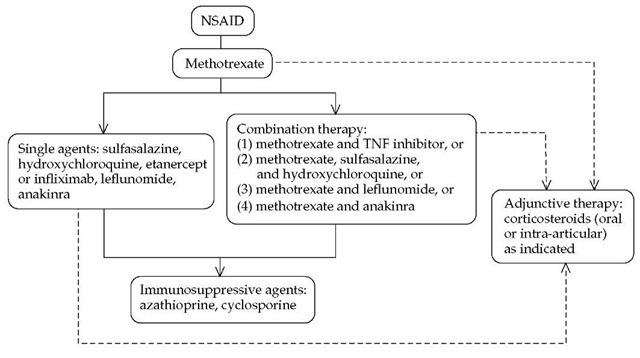 NSAID
Methotrexate
Single agents: sulfasalazine,
hydroxychloroquine, etanercept
or infliximab, leflunomide,
anakinra
Combination therapy:
(1) methotrexate and TNF inhibitor, or
(2) methotrexate, sulfasalazine,
and hydroxychloroquine, or
(3) methotrexate and leflunomide, or
(4) methotrexate and anakinra
Adjunctive therapy:
corticosteroids (oral
or intra-articular)
as indicated
Immunosuppressive agents:
azathioprine, cyclosporine